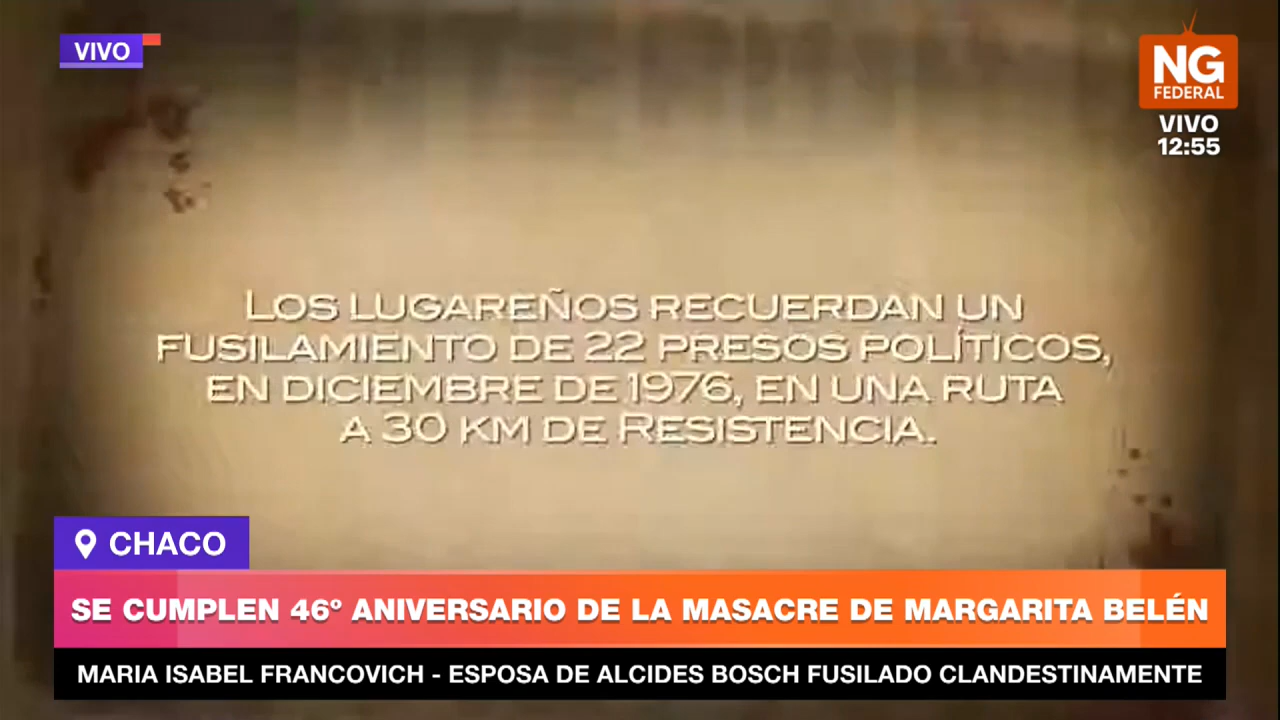 VIVO
NG
FEDERAL
VIVO
12:55
LOS LUGAREÑOS RECUERDAN UN
FUSILAMIENTO DE 22 PRESOS POLÍTICOS,
EN DICIEMBRE DE 1976, EN UNA RUTA
A 30 KM DE RESISTENCIA.
CHACO
SE CUMPLEN 46º ANIVERSARIO DE LA MASACRE DE MARGARITA BELÉN
MARIA ISABEL FRANCOVICH - ESPOSA DE ALCIDES BOSCH FUSILADO CLANDESTINAMENTE